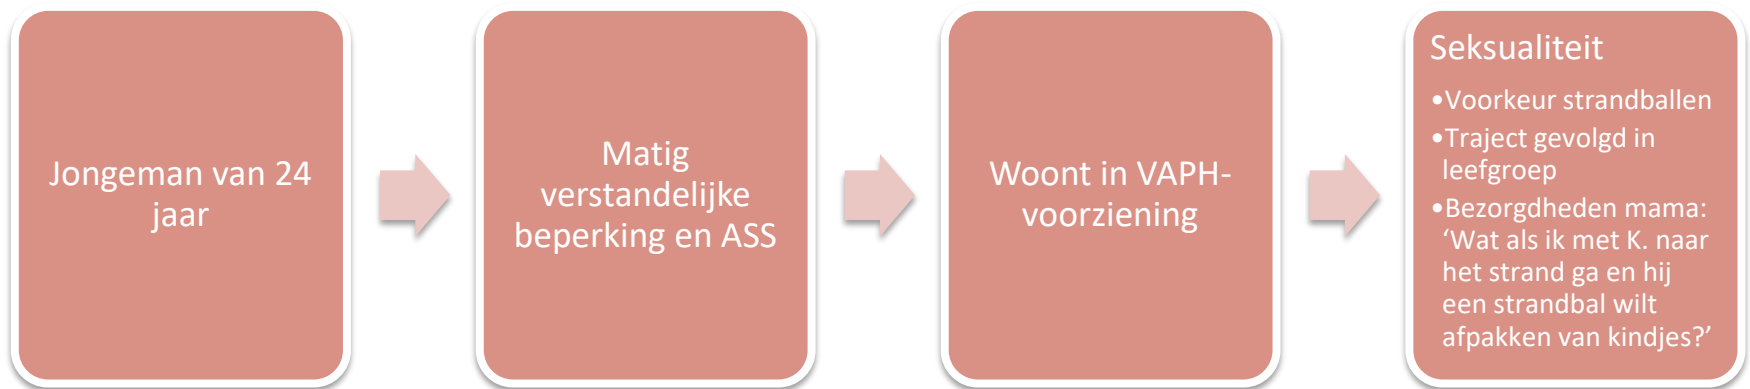 Jongeman van 24
jaar
Matig
verstandelijke
beperking en ASS
Woont in VAPH-
voorziening
Seksualiteit
•Voorkeur strandballen
•Traject gevolgd in
leefgroep
•Bezorgdheden mama:
‘Wat als ik met K. naar
het strand ga en hij
een strandbal wilt
afpakken van kindjes?’